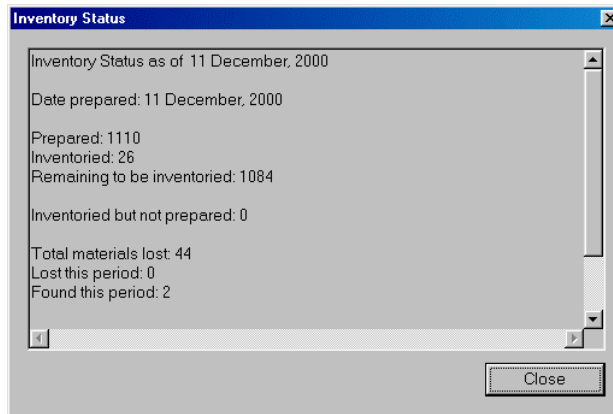 Inventory Status
Inventory Status as of 11 December, 2000
Date prepared: 11 December, 2000
Prepared: 1110
Inventoried: 26
Remaining to be inventoried: 1084
Inventoried but not prepared: 0
Total materials lost: 44
Lost this period: 0
Found this period: 2
Close